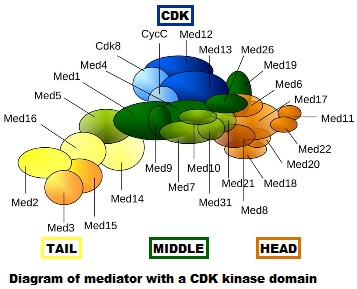 CDK
CycC Med12
Cdk8 Med13 Med26
Med4 Med19
Med1 Med6
Med5 Med17
Med16 Med11
Med22
Med9 Med10 Med20
Med2 Med14 Med7 Med21 Med18
Med3 Med15 Med31 Med8
TAIL MIDDLE HEAD
Diagram of mediator with a CDK kinase domain